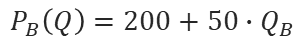 P_B(Q) = 200 + 50 · Q_B